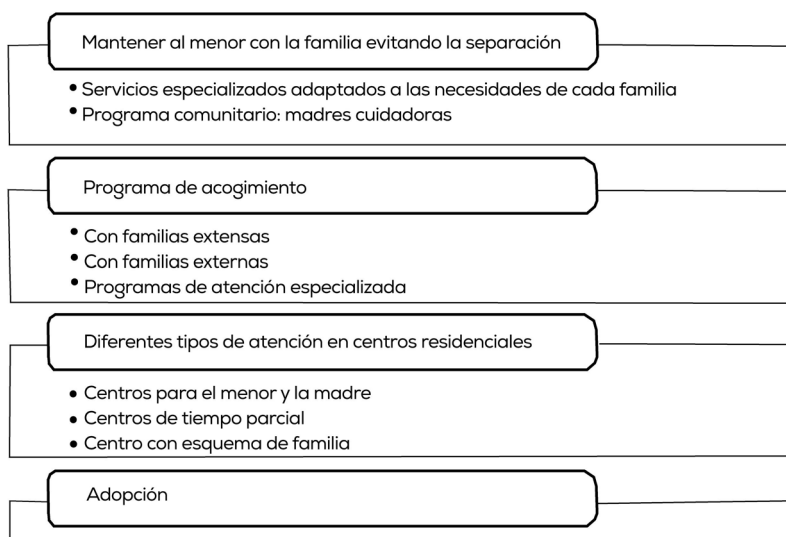 Mantener al menor con la familia evitando la separación
• Servicios especializados adaptados a las necesidades de cada familia
• Programa comunitario: madres cuidadoras
Programa de acogimiento
• Con familias extensas
• Con familias externas
• Programas de atención especializada
Diferentes tipos de atención en centros residenciales
• Centros para el menor y la madre
• Centros de tiempo parcial
• Centro con esquema de familia
Adopción